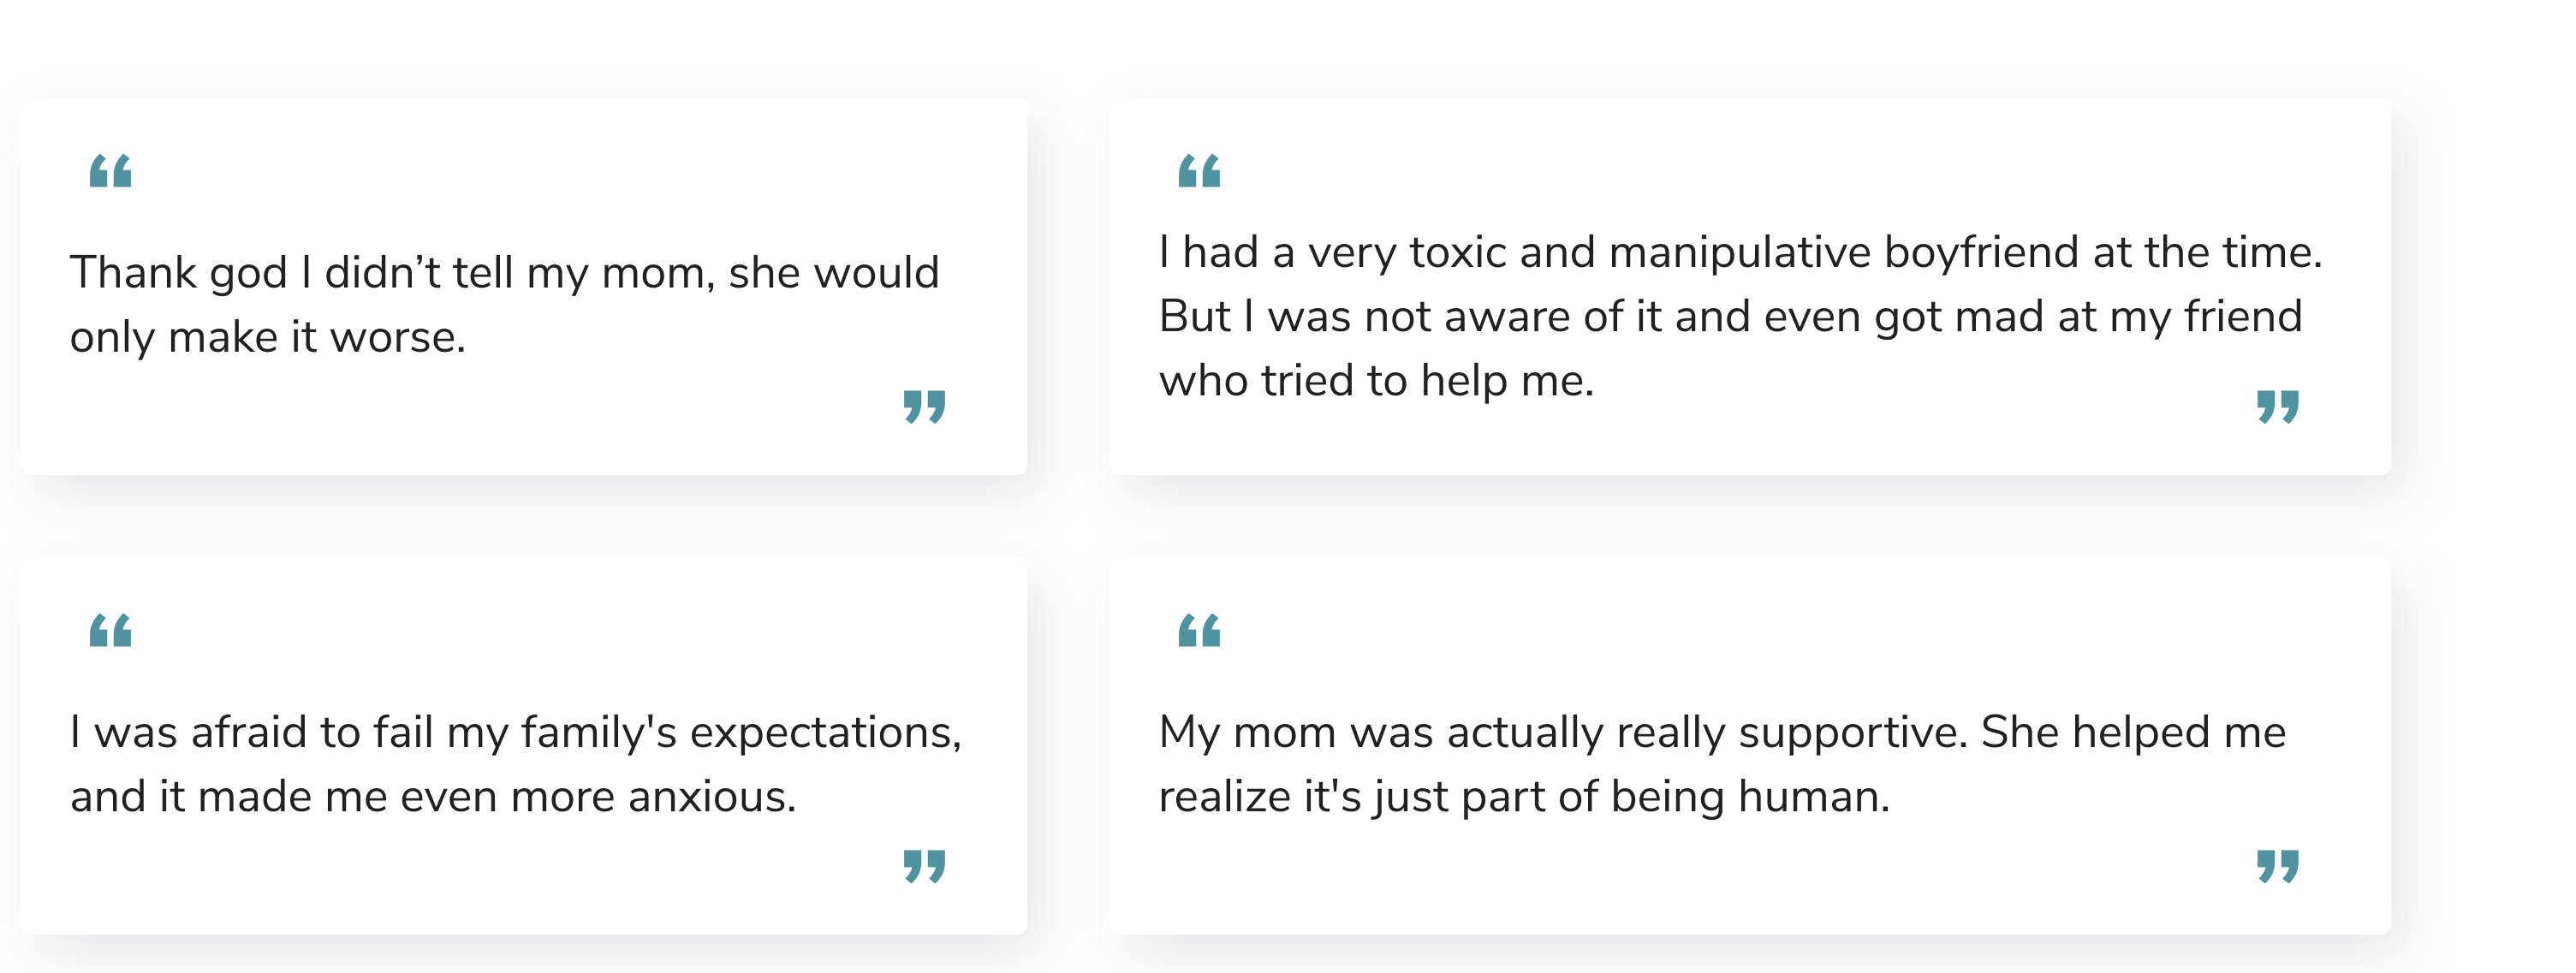 “
Thank god I didn’t tell my mom, she would
only make it worse.
”
“
I had a very toxic and manipulative boyfriend at the time.
But I was not aware of it and even got mad at my friend
who tried to help me.
”
“
I was afraid to fail my family's expectations,
and it made me even more anxious.
”
“
My mom was actually really supportive. She helped me
realize it's just part of being human.
”